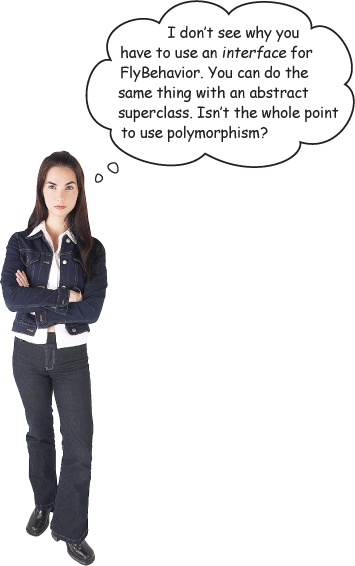 I don't see why you
have to use an interface for
FlyBehavior. You can do the
same thing with an abstract
superclass. Isn't the whole point
to use polymorphism?